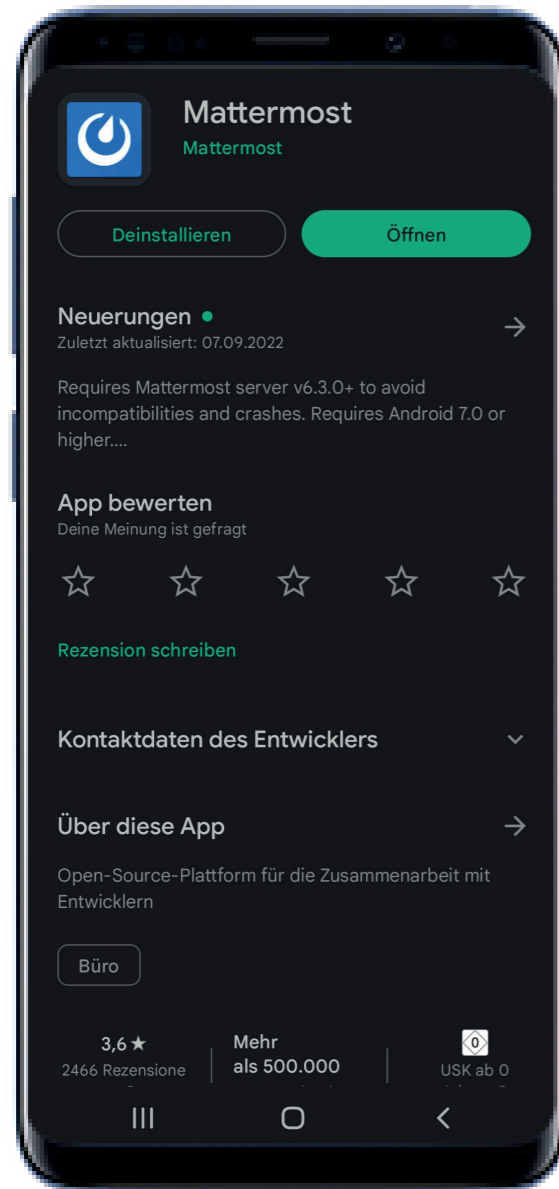 Mattermost
Mattermost
Deinstallieren
Öffnen
Neuerungen
Zuletzt aktualisiert: 07.09.2022
Requires Mattermost server v6.3.0+ to avoid
incompatibilities and crashes. Requires Android 7.0 or
higher....
App bewerten
Deine Meinung ist gefragt
Rezension schreiben
Kontaktdaten des Entwicklers
Über diese App
Open-Source-Plattform für die Zusammenarbeit mit
Entwicklern
Büro
3,6★
2466 Rezensione
Mehr
als 500.000
0
USK ab 0